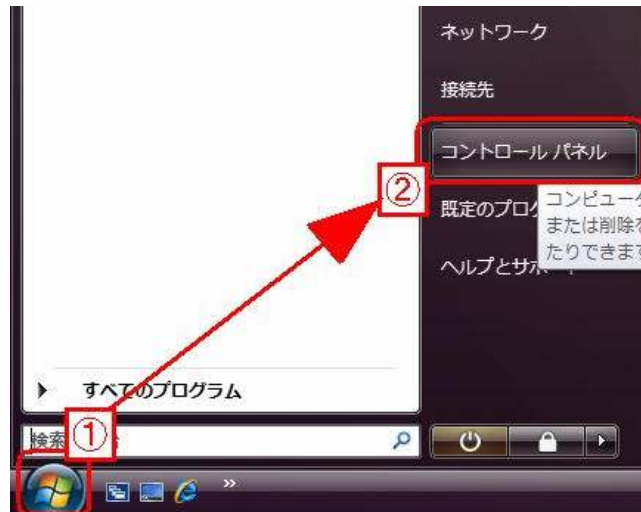 ネットワーク
接続先
コントロール パネル
②
既定のプログ
コンピュータ
または削除を
たりできます
ヘルプとサポート
すべてのプログラム
検索
①
»